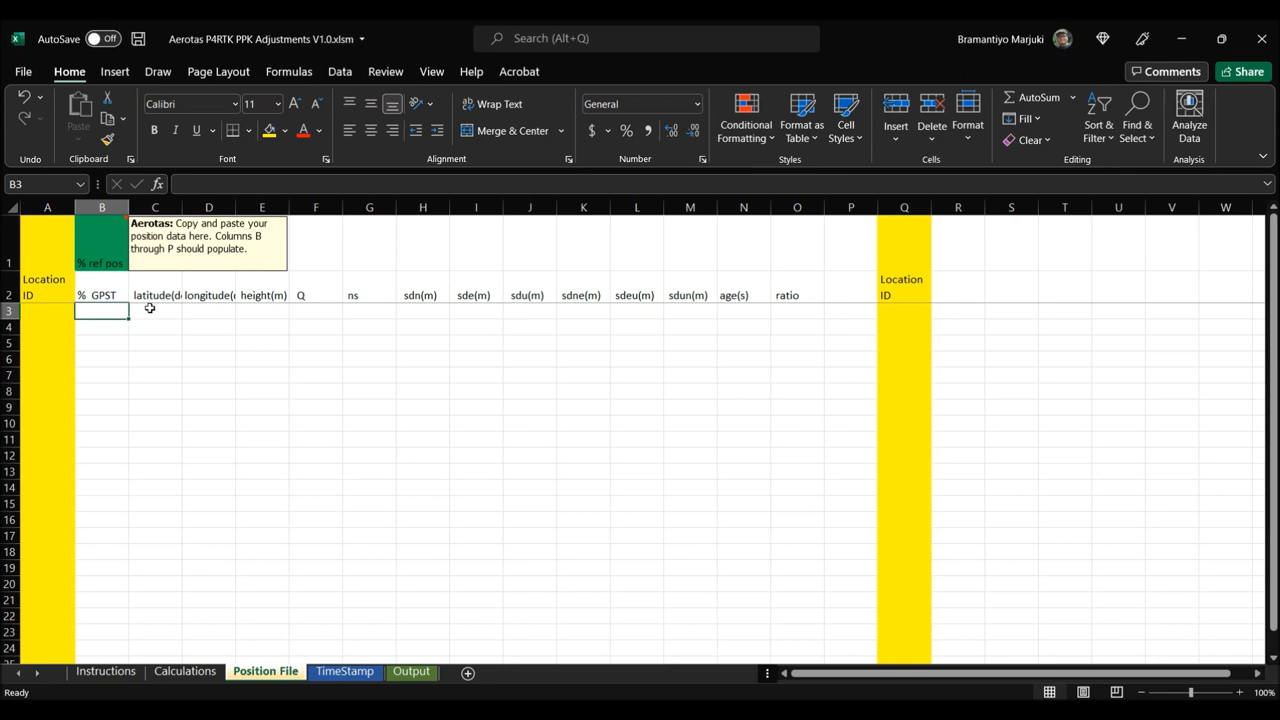 AutoSave Off Aerotas P4RTK PPK Adjustments V1.0.xlsm Search (Alt+Q) Bramantiyo Marjuki
File Home Insert Draw Page Layout Formulas Data Review View Help Acrobat Comments Share
Calibri 11 Wrap Text General AutoSum
Paste Fill
B I U Merge & Center $ % Conditional Formatting Format as Table Cell Styles Insert Delete Format Clear Sort & Filter Find & Select Analyze Data
Undo Clipboard Font Alignment Number Styles Cells Editing Analysis
B3 fx
A B C D E F G H I J K L M N O P Q R S T U V W
Aerotas: Copy and paste your
position data here. Columns B
through P should populate.
1 % ref pos
Location Location
2 ID % GPST latitude(d longitude( height(m) Q ns sdn(m) sde(m) sdu(m) sdne(m) sdeu(m) sdun(m) age(s) ratio ID
3
4
5
6
7
8
9
10
11
12
13
14
15
16
17
18
19
20
21
22
23
24
Instructions Calculations Position File TimeStamp Output
Ready 100%